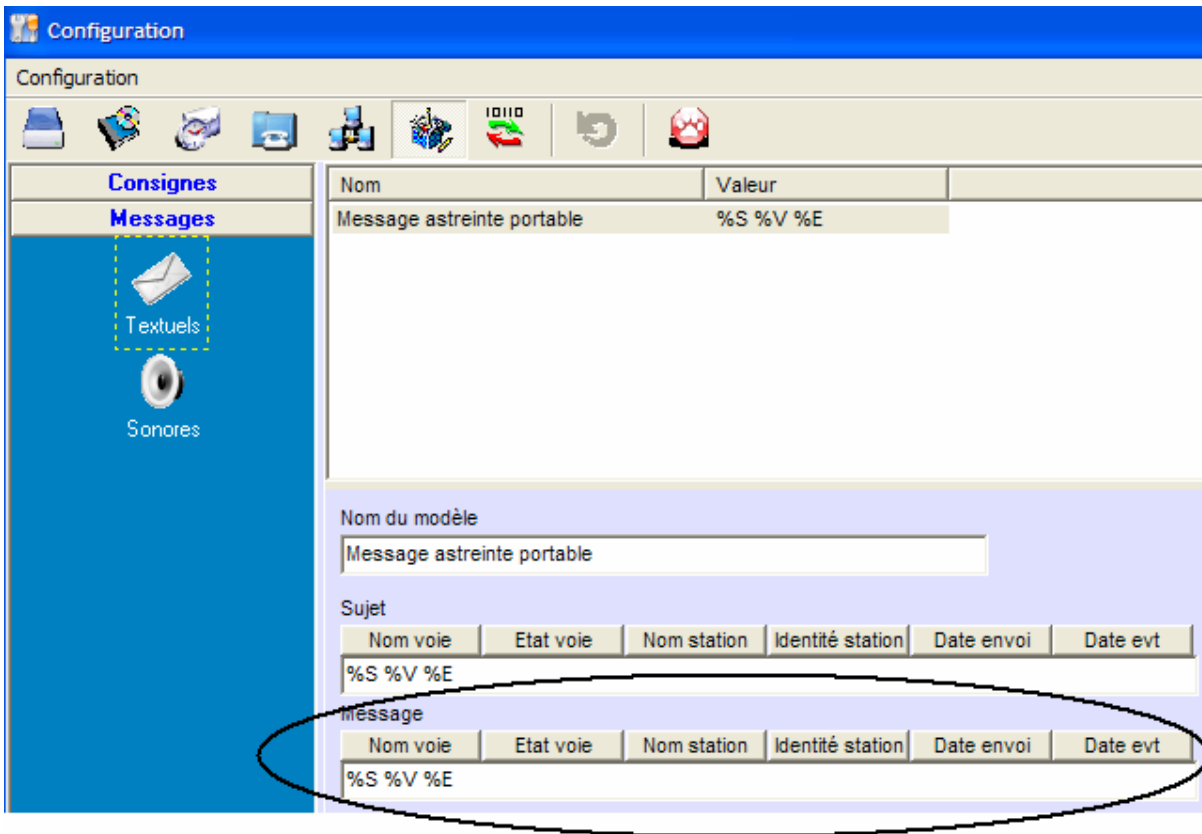 Configuration
Configuration
10110
Consignes
Messages
Textuels
Sonores
Nom Valeur
Message astreinte portable %S %V %E
Nom du modèle
Message astreinte portable
Sujet
Nom voie Etat voie Nom station Identité station Date envoi Date evt
%S %V %E
Message
Nom voie Etat voie Nom station Identité station Date envoi Date evt
%S %V %E